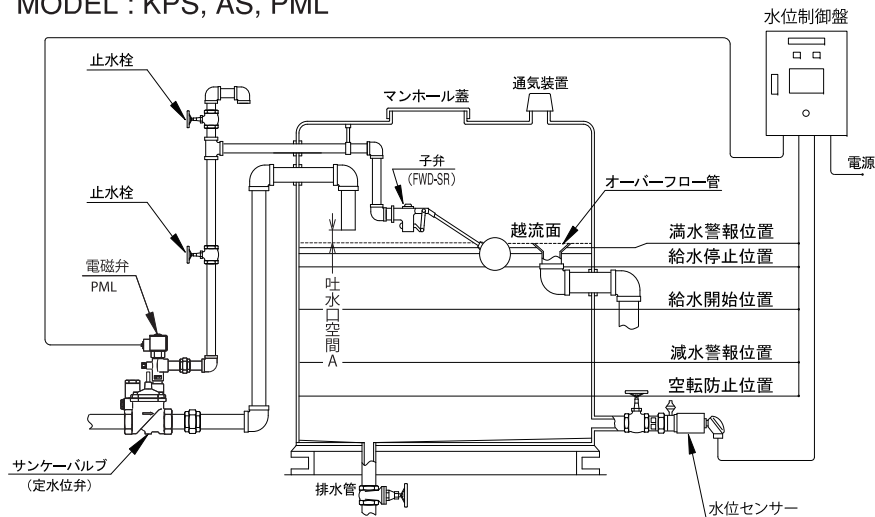 MODEL : KPS, AS, PML
水位制御盤
止水栓
マンホール蓋
通気装置
電源
子弁
(FWD-SR)
オーバーフロー管
止水栓
越流面
満水警報位置
給水停止位置
電磁弁
PML
吐水口空間A
給水開始位置
減水警報位置
空転防止位置
サンケーバルブ
(定水位弁)
排水管
水位センサー